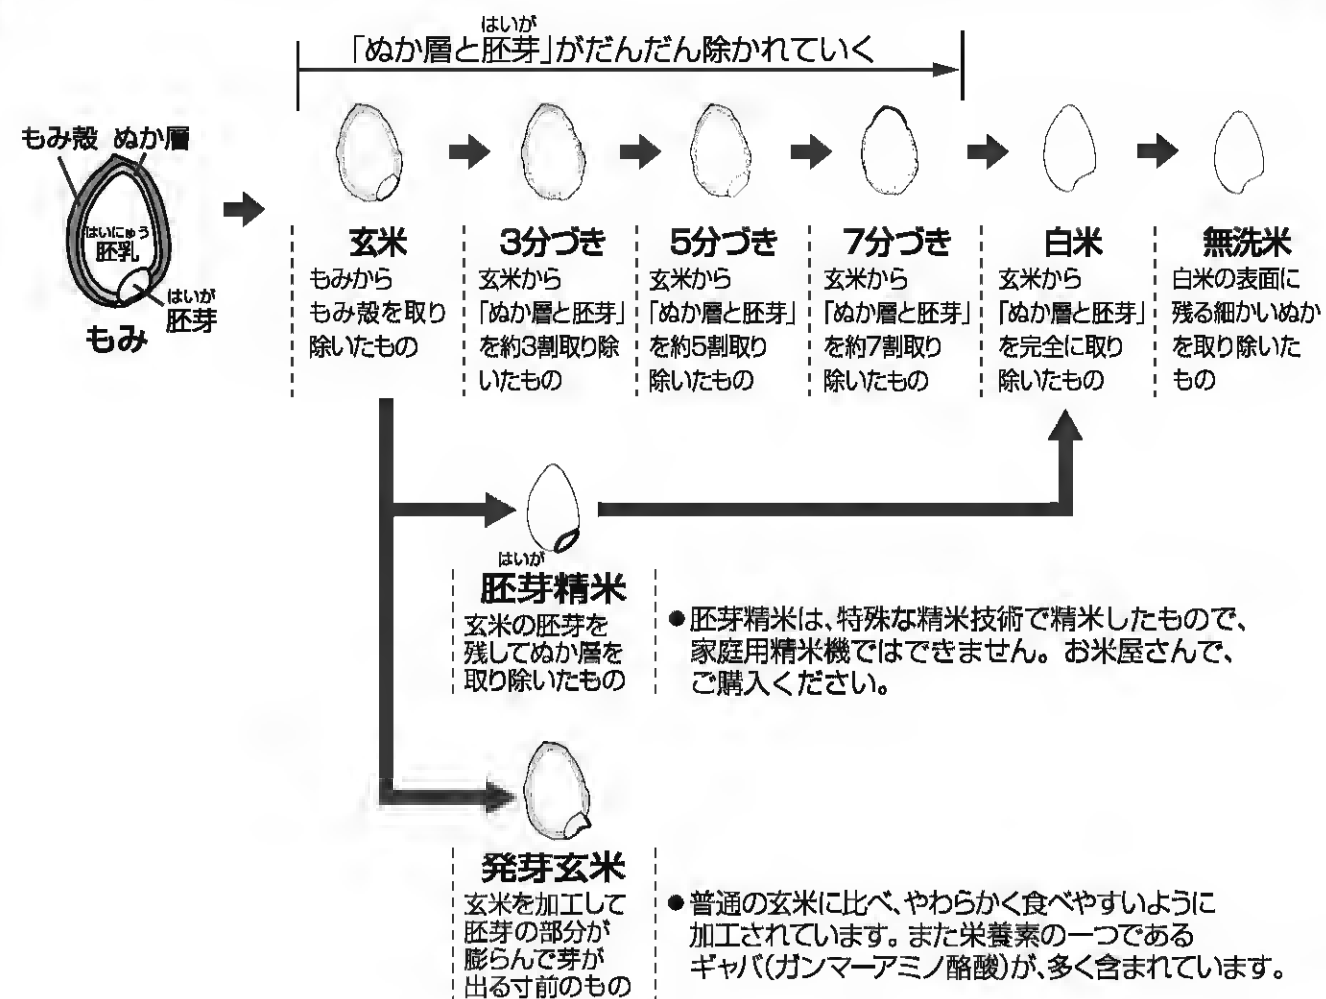 はいが
「ぬか層と胚芽」がだんだん除かれていく
もみ殻 ぬか層
はいにゅう
胚乳
はいが
胚芽
もみ
玄米
もみから
もみ殻を取り
除いたもの
3分づき
玄米から
「ぬか層と胚芽」
を約3割取り除
いたもの
5分づき
玄米から
「ぬか層と胚芽」
を約5割取り
除いたもの
7分づき
玄米から
「ぬか層と胚芽」
を約7割取り
除いたもの
白米
玄米から
「ぬか層と胚芽」
を完全に取り
除いたもの
無洗米
白米の表面に
残る細かいぬか
を取り除いた
もの
はいが
胚芽精米
玄米の胚芽を
残してぬか層を
取り除いたもの
●胚芽精米は、特殊な精米技術で精米したもので、
家庭用精米機ではできません。お米屋さんで、
ご購入ください。
発芽玄米
玄米を加工して
胚芽の部分が
膨らんで芽が
出る寸前のもの
●普通の玄米に比べ、やわらかく食べやすいように
加工されています。また栄養素の一つである
ギャバ(ガンマーアミノ酪酸)が、多く含まれています。